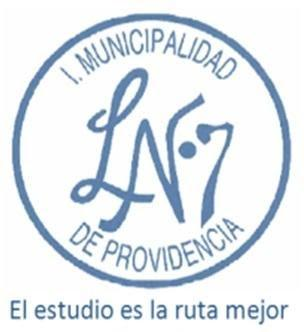 I. MUNICIPALIDAD
LN·7
DE PROVIDENCIA
El estudio es la ruta mejor